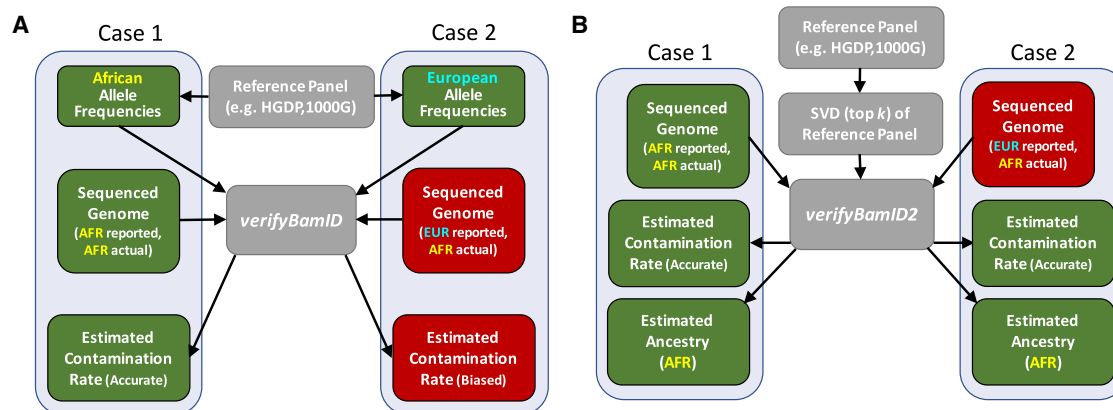 A
Case 1
Case 2
African
Allele
Frequencies
Reference Panel
(e.g. HGDP,1000G)
European
Allele
Frequencies
Sequenced
Genome
(AFR reported,
AFR actual)
verifyBamID
Sequenced
Genome
(EUR reported,
AFR actual)
Estimated
Contamination
Rate (Accurate)
Estimated
Contamination
Rate (Biased)
B
Reference Panel
(e.g. HGDP,1000G)
Case 1
Case 2
SVD (top k) of
Reference Panel
Sequenced
Genome
(AFR reported,
AFR actual)
Sequenced
Genome
(EUR reported,
AFR actual)
verifyBamID2
Estimated
Contamination
Rate (Accurate)
Estimated
Contamination
Rate (Accurate)
Estimated
Ancestry
(AFR)
Estimated
Ancestry
(AFR)